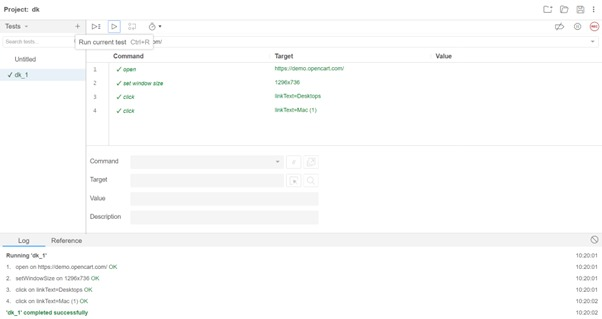 Project: dk
Tests
+
Search tests...
Run current test Ctrl+R
om/
REC
Untitled
✓ dk_1
Command Target Value
1 ✓ open https://demo.opencart.com/
2 ✓ set window size 1296x736
3 ✓ click linkText=Desktops
4 ✓ click linkText=Mac (1)
Command
//
Target
Value
Description
Log Reference
Running 'dk_1' 10:20:01
1. open on https://demo.opencart.com/ OK 10:20:01
2. setWindowSize on 1296x736 OK 10:20:01
3. click on linkText=Desktops OK 10:20:01
4. click on linkText=Mac (1) OK 10:20:02
'dk_1' completed successfully 10:20:02